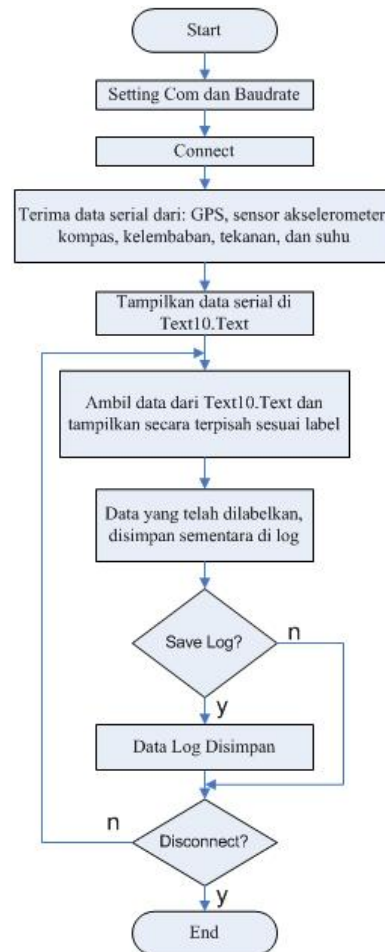 Start
Setting Com dan Baudrate
Connect
Terima data serial dari: GPS, sensor akselerometer,
kompas, kelembaban, tekanan, dan suhu
Tampilkan data serial di
Text10.Text
Ambil data dari Text10.Text dan
tampilkan secara terpisah sesuai label
Data yang telah dilabelkan,
disimpan sementara di log
Save Log?
n
y
Data Log Disimpan
n
Disconnect?
y
End